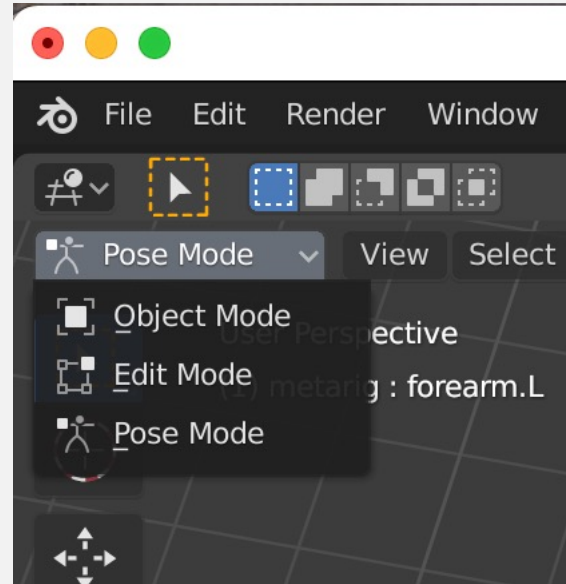 File Edit Render Window
Pose Mode View Select
Object Mode
User Perspective
Edit Mode
(1) metarig : forearm.L
Pose Mode